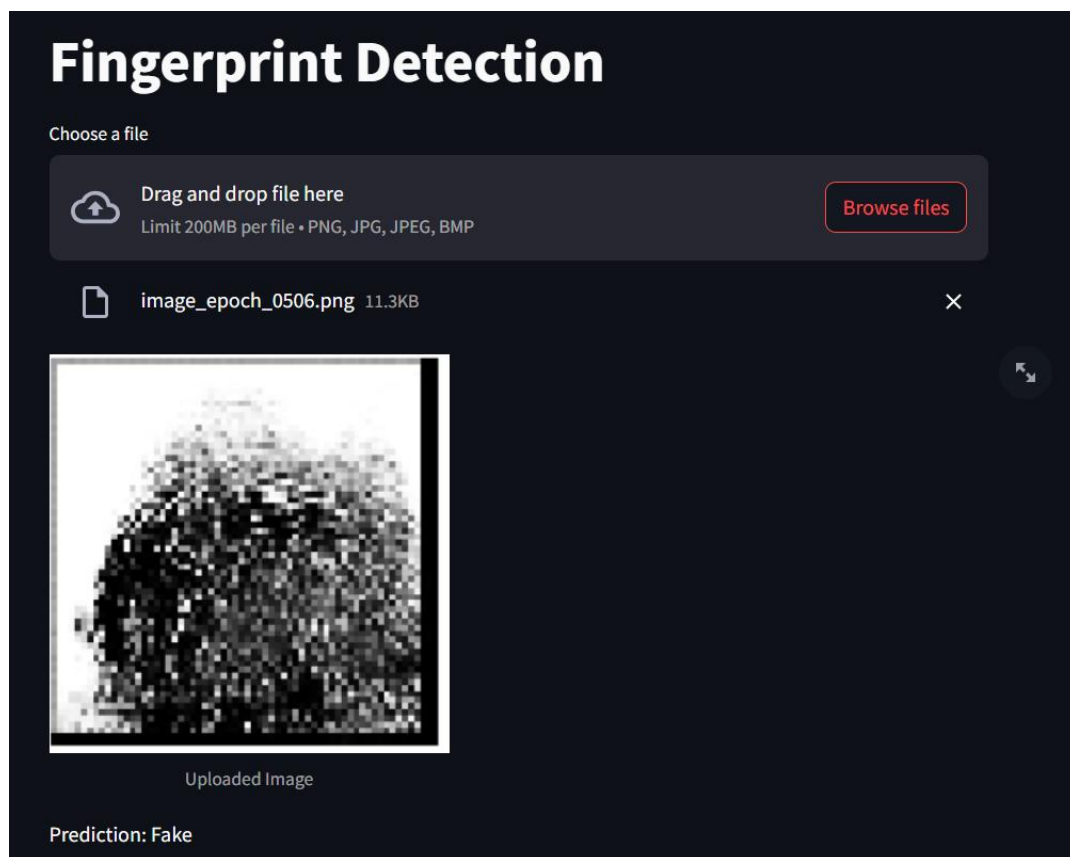 Fingerprint Detection
Choose a file
Drag and drop file here
Limit 200MB per file • PNG, JPG, JPEG, BMP
Browse files
image_epoch_0506.png 11.3KB
Uploaded Image
Prediction: Fake